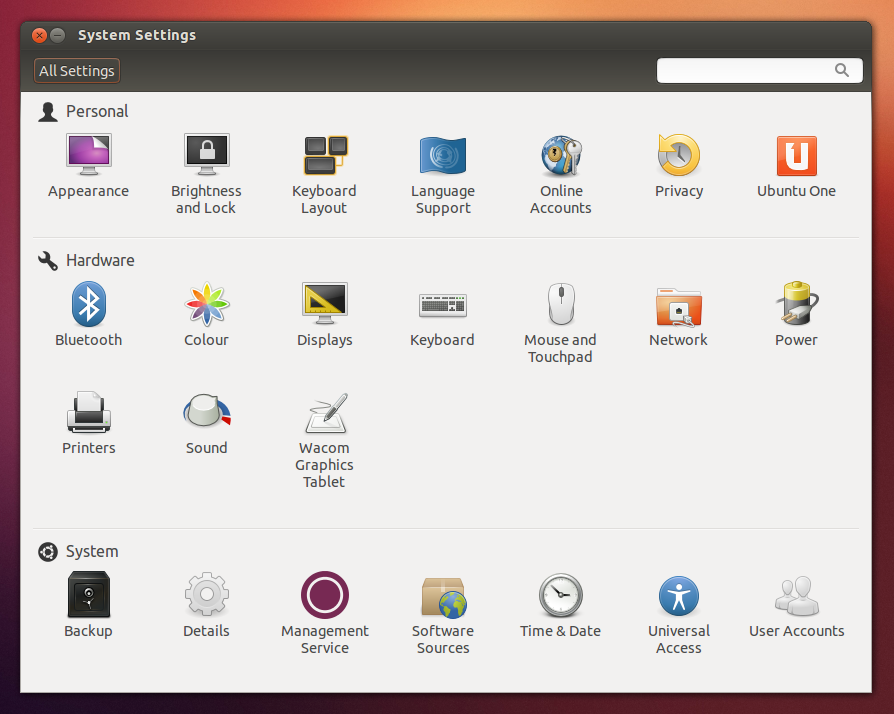 System Settings
All Settings
Personal
Appearance
Brightness
and Lock
Keyboard
Layout
Language
Support
Online
Accounts
Privacy
Ubuntu One
Hardware
Bluetooth
Colour
Displays
Keyboard
Mouse and
Touchpad
Network
Power
Printers
Sound
Wacom
Graphics
Tablet
System
Backup
Details
Management
Service
Software
Sources
Time & Date
Universal
Access
User Accounts